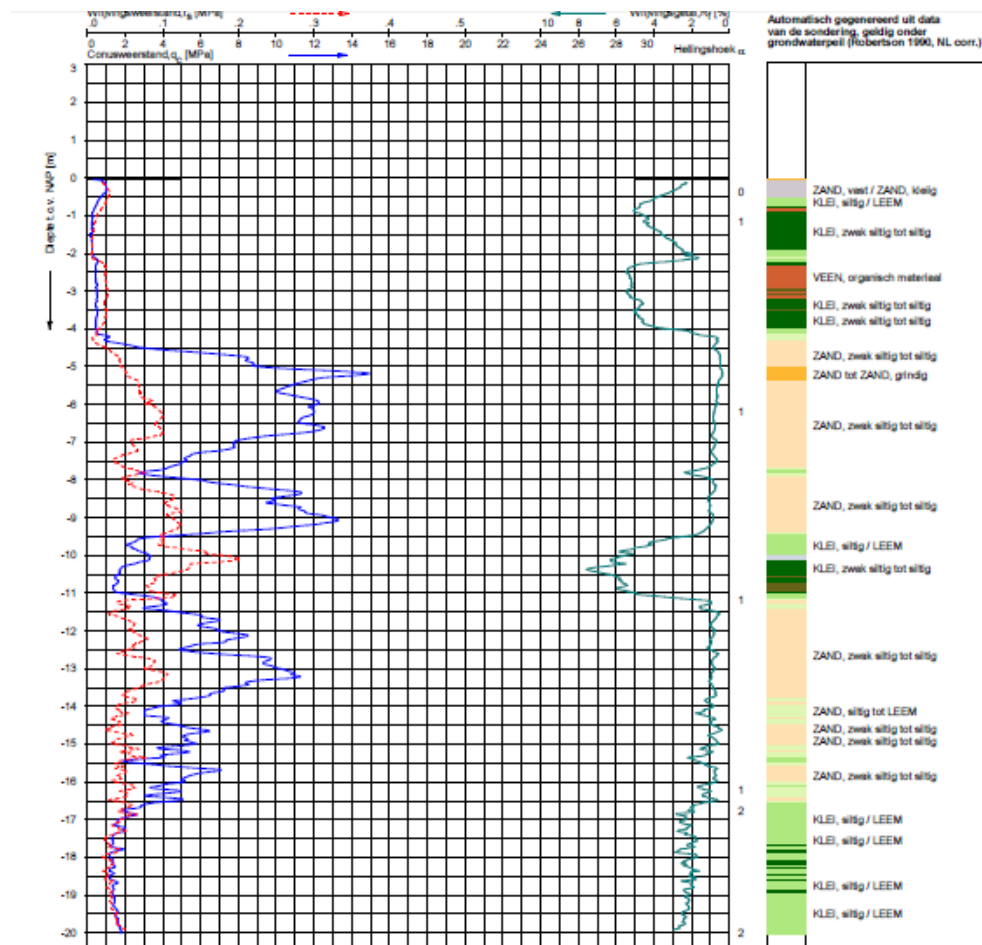 Wrijvingsweerstand,fs [MPa]
Wrijvingsgetal,Rf [%]
0 .1 .2 .3 .4 .5 10 8 6 4 2 0
0 2 4 6 8 10 12 14 16 18 20 22 24 26 28 30
Conusweerstand,qc [MPa]
Hellingshoek α
Automatisch gegenereerd uit data
van de sondering, geldig onder
grondwaterpeil (Robertson 1990, NL corr.)
Diepte t.o.v. NAP [m]
3
2
1
0
-1
-2
-3
-4
-5
-6
-7
-8
-9
-10
-11
-12
-13
-14
-15
-16
-17
-18
-19
-20
0
1
1
1
1
2
2
ZAND, vast / ZAND, kleiig
KLEI, siltig / LEEM
KLEI, zwak siltig tot siltig
VEEN, organisch materiaal
KLEI, zwak siltig tot siltig
KLEI, zwak siltig tot siltig
ZAND, zwak siltig tot siltig
ZAND tot ZAND, grindig
ZAND, zwak siltig tot siltig
ZAND, zwak siltig tot siltig
KLEI, siltig / LEEM
KLEI, zwak siltig tot siltig
ZAND, zwak siltig tot siltig
ZAND, siltig tot LEEM
ZAND, zwak siltig tot siltig
ZAND, zwak siltig tot siltig
ZAND, zwak siltig tot siltig
KLEI, siltig / LEEM
KLEI, siltig / LEEM
KLEI, siltig / LEEM
KLEI, siltig / LEEM